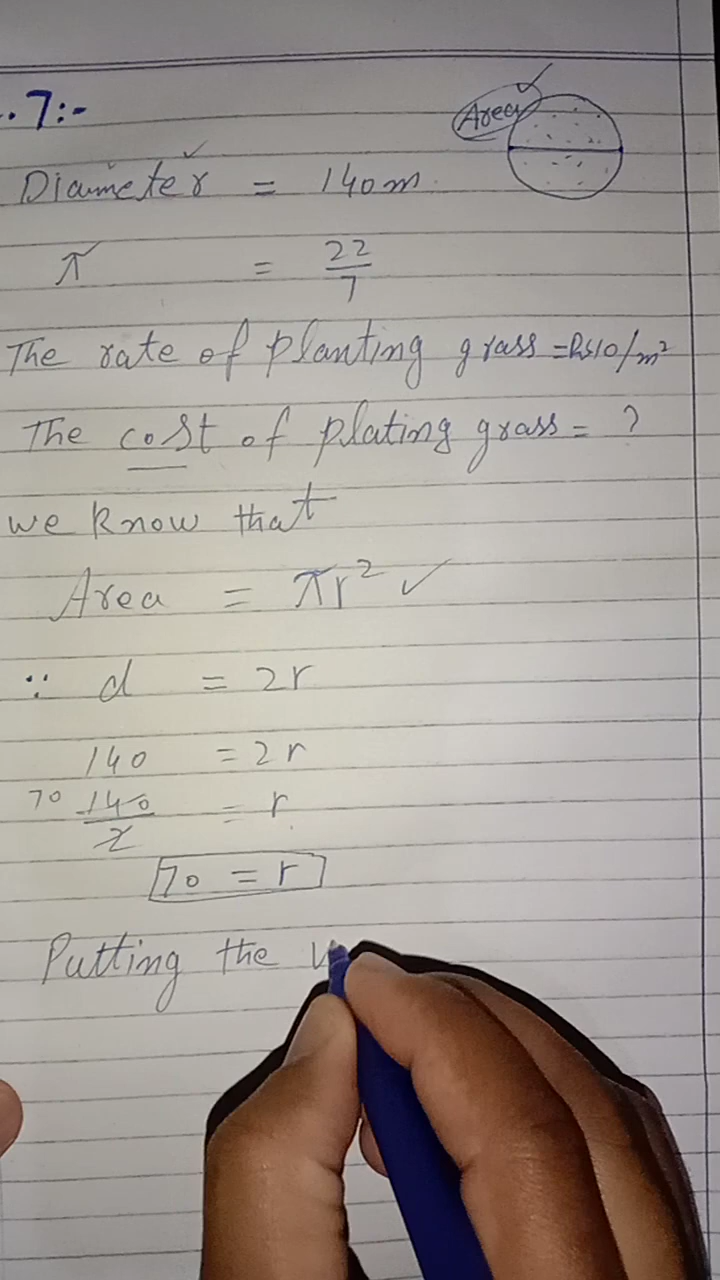 . . 7:-
Area
Diameter = 140m.
π = 22/7
The rate of planting grass = Rs10/m²
The cost of plating grass = ?
we know that
Area = πr²
∵ d = 2r
140 = 2r
70 140/2 = r
70 = r
Putting the